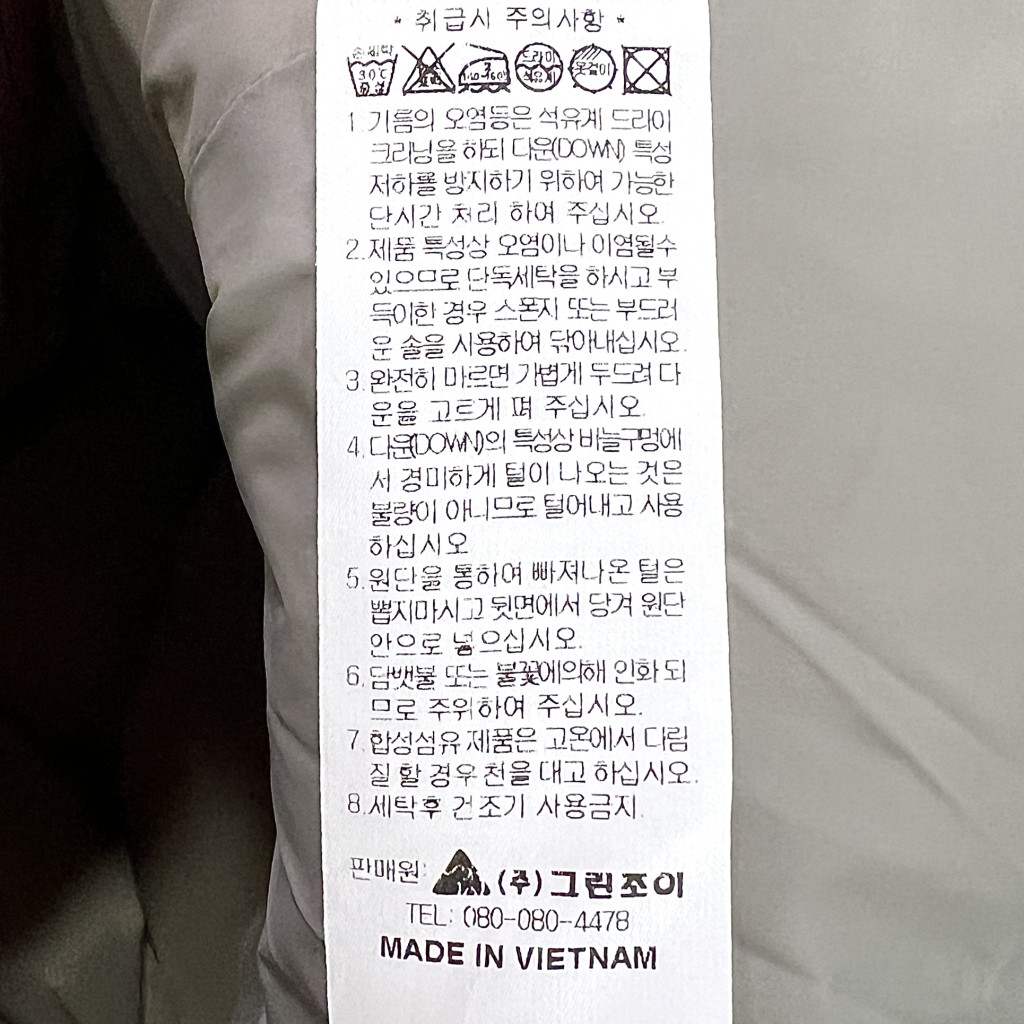 * 취급시 주의사항 *
손세탁 30℃ 3 드라이 석유계 옷걸이
1. 기름의 오염등은 석유계 드라이
크리닝을 하되 다운(DOWN) 특성
저하를 방지하기 위하여 가능한
단시간 처리 하여 주십시오.
2. 제품 특성상 오염이나 이염될수
있으므로 단독세탁을 하시고 부
득이한 경우 스폰지 또는 부드러
운 솔을 사용하여 닦아내십시오.
3. 완전히 마르면 가볍게 두드려 다
운을 고르게 펴 주십시오.
4. 다운(DOWN)의 특성상 바늘구멍에
서 경미하게 털이 나오는 것은
불량이 아니므로 털어내고 사용
하십시오
5. 원단을 통하여 빠져나온 털은
뽑지마시고 뒷면에서 당겨 원단
안으로 넣으십시오.
6. 담뱃불 또는 불꽃에의해 인화 되
므로 주위하여 주십시오.
7. 합성섬유 제품은 고온에서 다림
질 할 경우 천을 대고 하십시오.
8. 세탁후 건조기 사용금지.
판매원: (주)그린조이
TEL: 080-080-4478
MADE IN VIETNAM